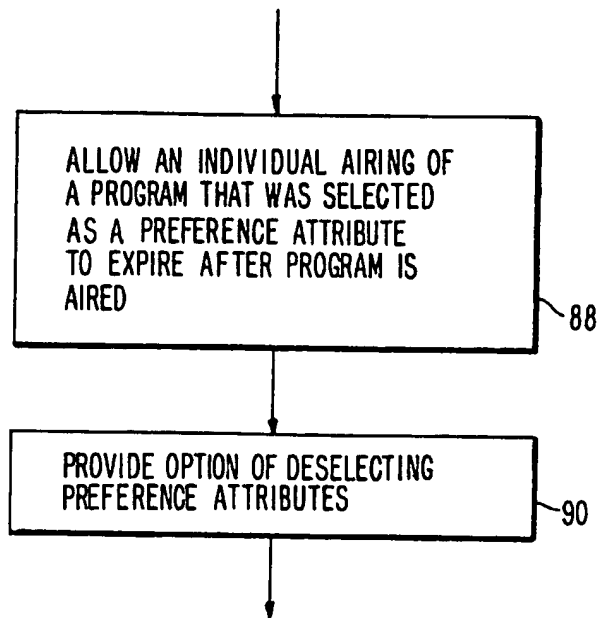 ALLOW AN INDIVIDUAL AIRING OF
A PROGRAM THAT WAS SELECTED
AS A PREFERENCE ATTRIBUTE
TO EXPIRE AFTER PROGRAM IS
AIRED
88
PROVIDE OPTION OF DESELECTING
PREFERENCE ATTRIBUTES
90